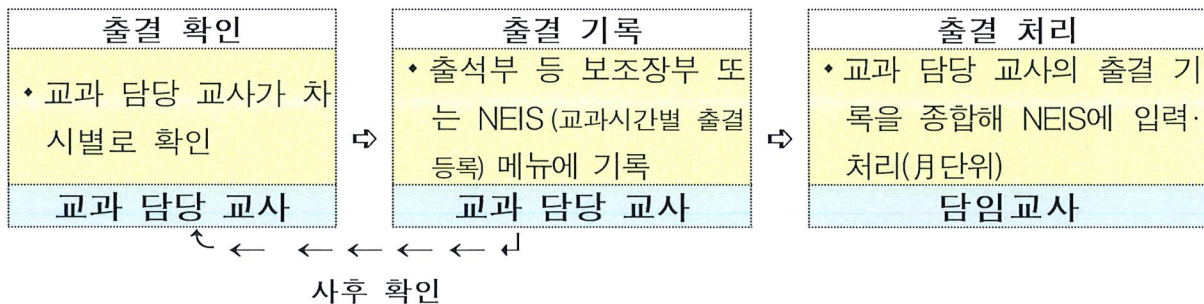 출결 확인
⬩교과 담당 교사가 차
시별로 확인
교과 담당 교사
⇨
출결 기록
⬩출석부 등 보조장부 또
는 NEIS(교과시간별 출결
등록) 메뉴에 기록
교과 담당 교사
⇨
출결 처리
⬩교과 담당 교사의 출결 기
록을 종합해 NEIS에 입력·
처리(月단위)
담임교사
사후 확인